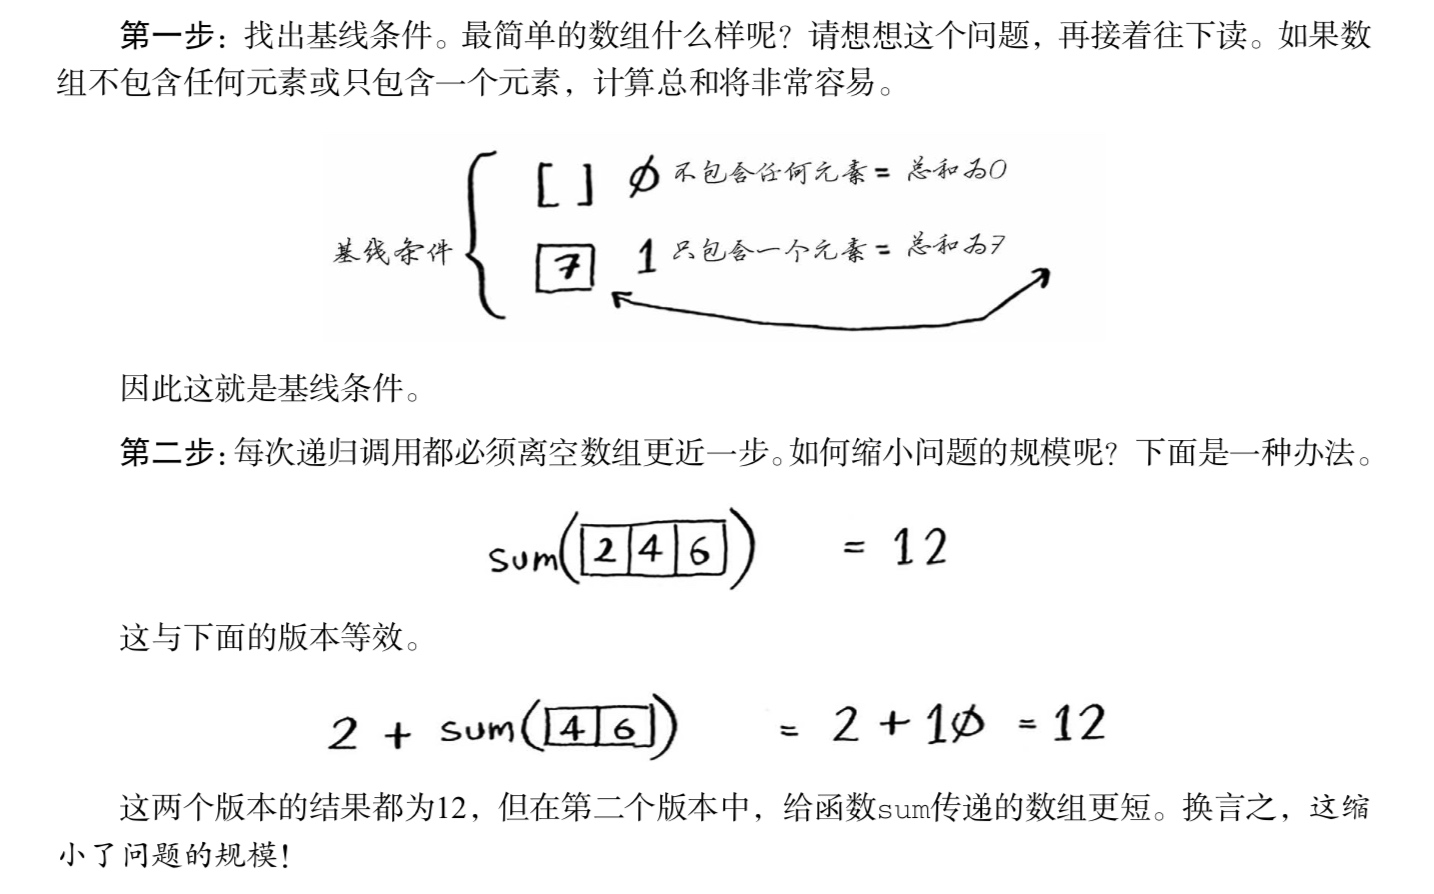 第一步：找出基线条件。最简单的数组什么样呢？请想想这个问题，再接着往下读。如果数
组不包含任何元素或只包含一个元素，计算总和将非常容易。
[ ] 0 不包含任何元素 = 总和为0
基线条件
7 1 只包含一个元素 = 总和为7
因此这就是基线条件。
第二步：每次递归调用都必须离空数组更近一步。如何缩小问题的规模呢？下面是一种办法。
sum( 2 4 6 ) = 12
这与下面的版本等效。
2 + sum( 4 6 ) = 2 + 10 = 12
这两个版本的结果都为12，但在第二个版本中，给函数sum传递的数组更短。换言之，这缩
小了问题的规模！